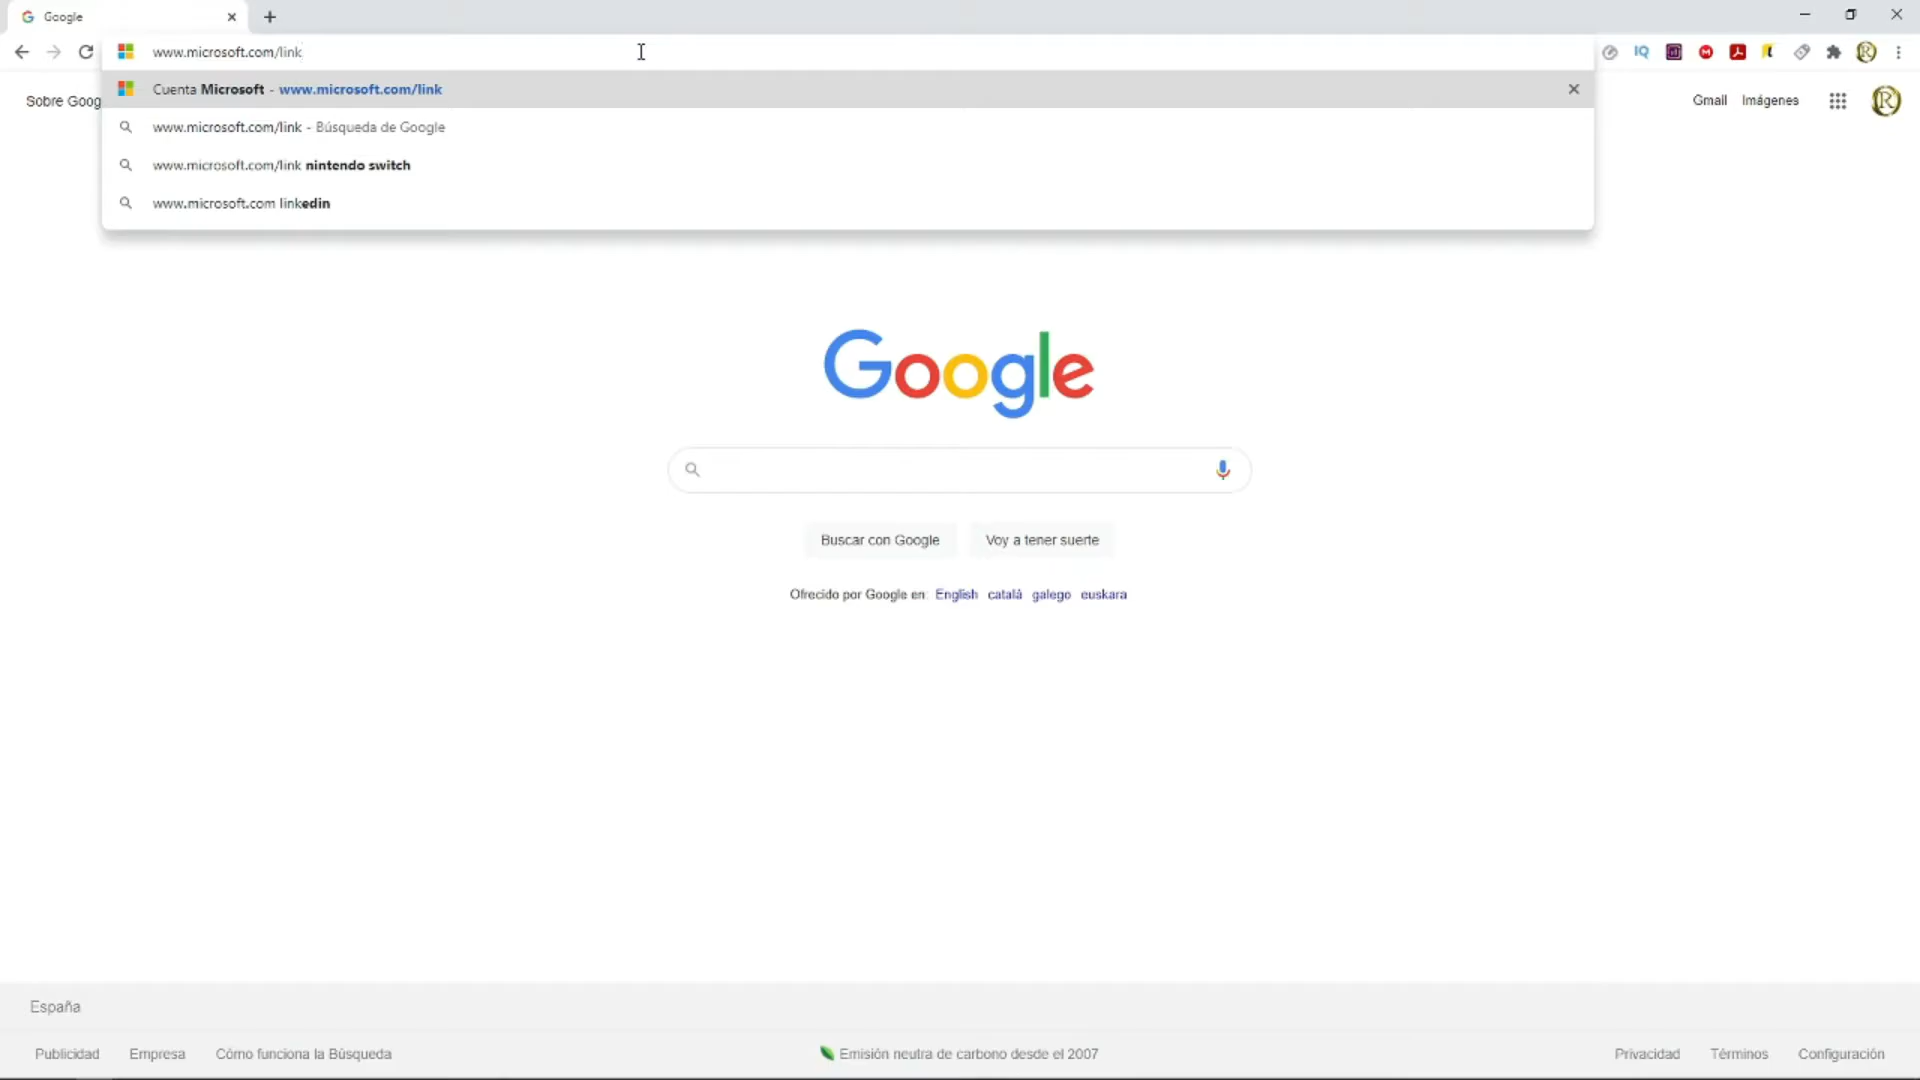 Google
www.microsoft.com/link
IQ
Cuenta Microsoft - www.microsoft.com/link
Sobre Goog
Gmail Imágenes
www.microsoft.com/link - Búsqueda de Google
www.microsoft.com/link nintendo switch
www.microsoft.com linkedin
Google
Buscar con Google Voy a tener suerte
Ofrecido por Google en: English català galego euskara
España
Publicidad Empresa Cómo funciona la Búsqueda Emisión neutra de carbono desde el 2007 Privacidad Términos Configuración